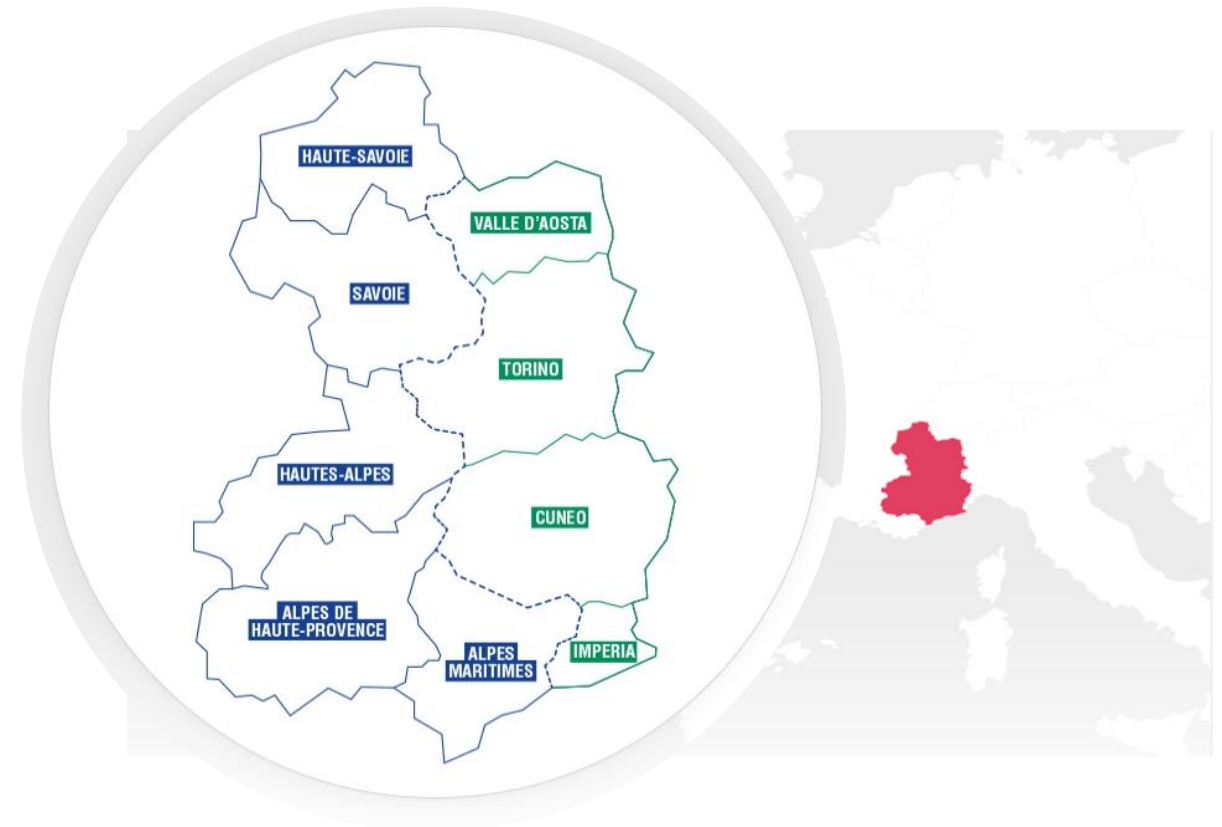 HAUTE-SAVOIE
VALLE D'AOSTA
SAVOIE
TORINO
HAUTES-ALPES
CUNEO
ALPES DE
HAUTE-PROVENCE
ALPES
MARITIMES
IMPERIA